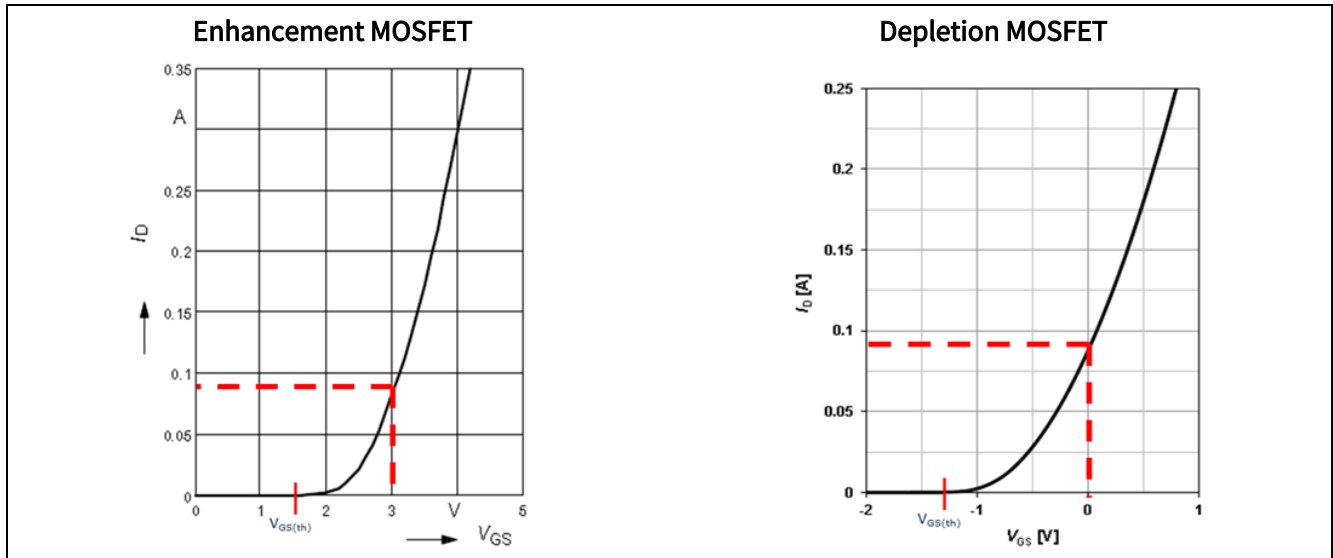 Enhancement MOSFET
0.35
A
0.25
0.2
0.15
0.1
0.05
0
I_D
0 1 2 3 V 5
V_GS(th)
V_GS
Depletion MOSFET
0.25
0.2
0.15
0.1
0.05
0
I_D [A]
-2 -1 0 1
V_GS(th)
V_GS [V]